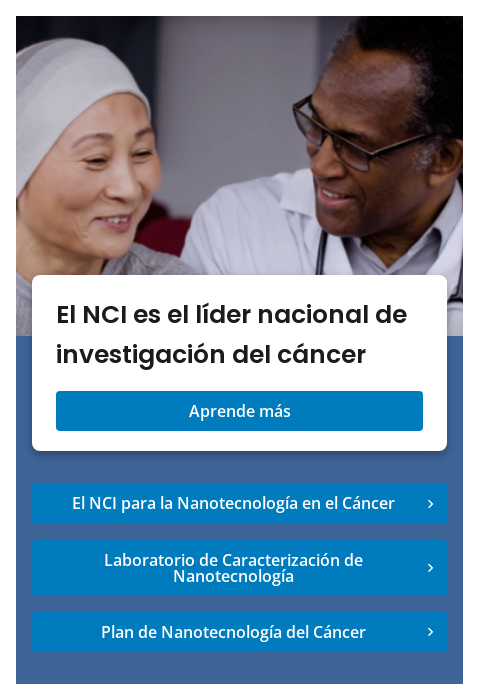 El NCI es el líder nacional de
investigación del cáncer
Aprende más
El NCI para la Nanotecnología en el Cáncer
Laboratorio de Caracterización de
Nanotecnología
Plan de Nanotecnología del Cáncer